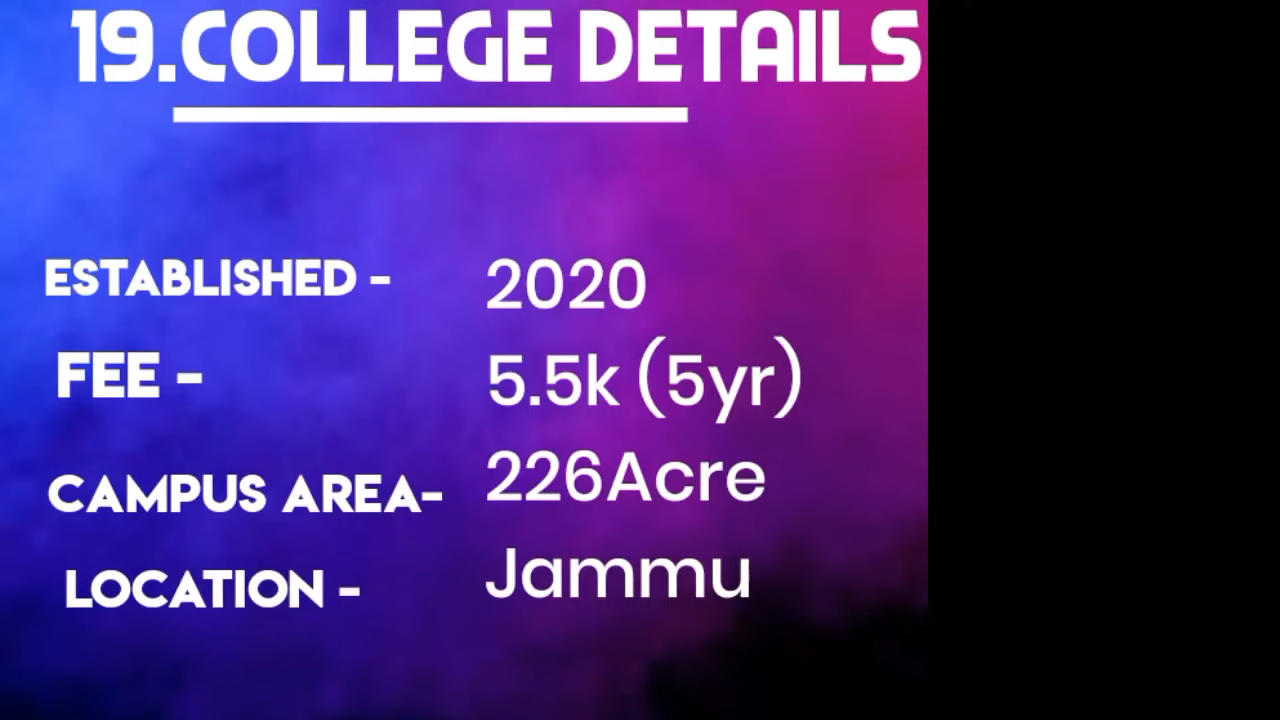 19.COLLEGE DETAILS
ESTABLISHED - 2020
FEE - 5.5k (5yr)
CAMPUS AREA- 226Acre
LOCATION - Jammu